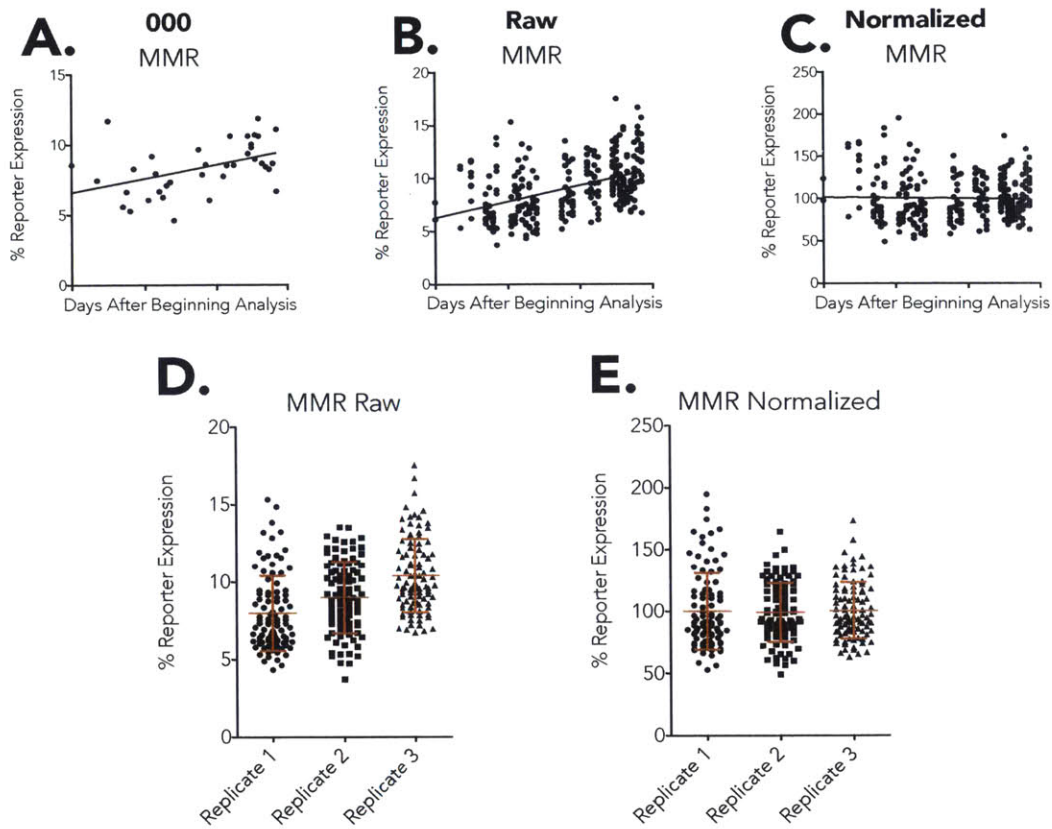 A.
000
MMR
% Reporter Expression
15
10
5
0
Days After Beginning Analysis
B.
Raw
MMR
% Reporter Expression
20
15
10
5
0
Days After Beginning Analysis
C.
Normalized
MMR
% Reporter Expression
250
200
150
100
50
0
Days After Beginning Analysis
D.
MMR Raw
% Reporter Expression
20
15
10
5
0
Replicate 1
Replicate 2
Replicate 3
E.
MMR Normalized
% Reporter Expression
250
200
150
100
50
0
Replicate 1
Replicate 2
Replicate 3